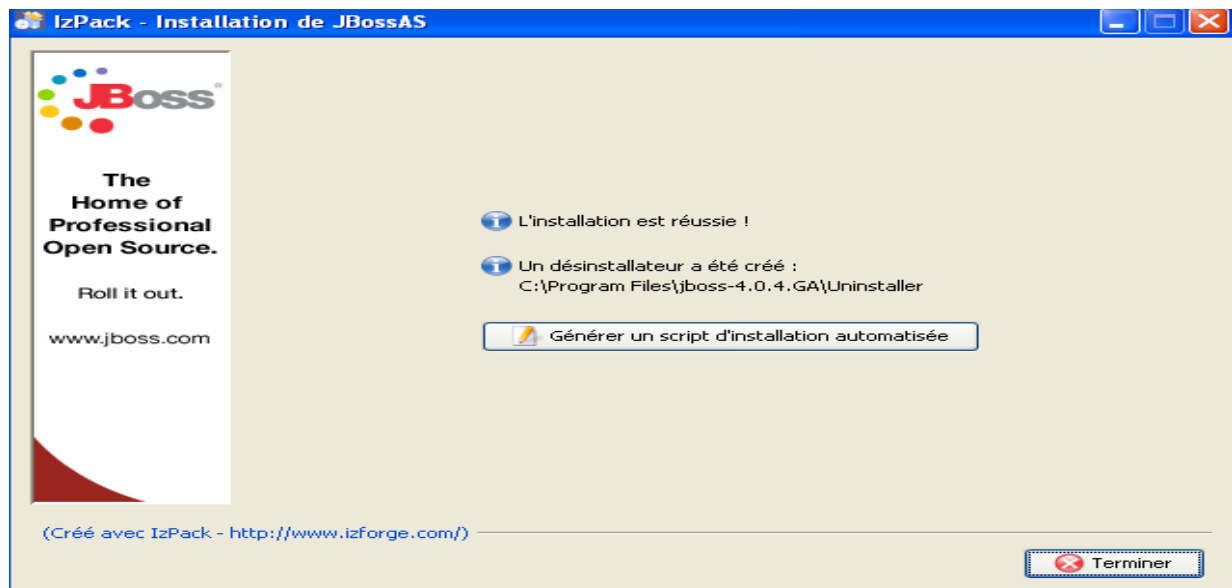 IzPack - Installation de JBossAS
JBoss®
The
Home of
Professional
Open Source.
Roll it out.
www.jboss.com
L'installation est réussie !
Un désinstallateur a été créé :
C:\Program Files\jboss-4.0.4.GA\Uninstaller
Générer un script d'installation automatisée
(Créé avec IzPack - http://www.izforge.com/)
Terminer